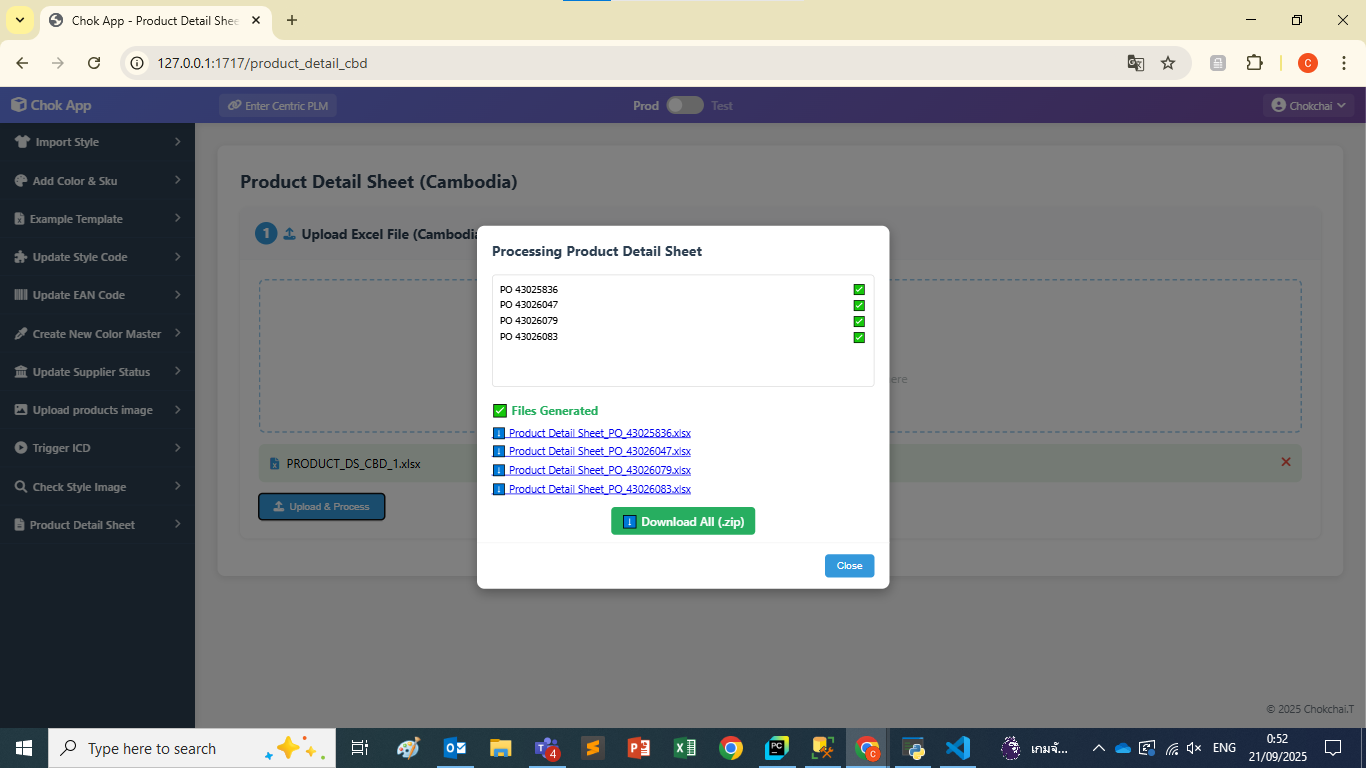 Chok App - Product Detail Shee
127.0.0.1:1717/product_detail_cbd
C
Chok App
Enter Centric PLM
Prod
Test
Chokchai
Import Style
Add Color & Sku
Example Template
Update Style Code
Update EAN Code
Create New Color Master
Update Supplier Status
Upload products image
Trigger ICD
Check Style Image
Product Detail Sheet
Product Detail Sheet (Cambodia)
1 Upload Excel File (Cambodia
ere
PRODUCT_DS_CBD_1.xlsx
Upload & Process
Processing Product Detail Sheet
PO 43025836
PO 43026047
PO 43026079
PO 43026083
Files Generated
Product Detail Sheet_PO_43025836.xlsx
Product Detail Sheet_PO_43026047.xlsx
Product Detail Sheet_PO_43026079.xlsx
Product Detail Sheet_PO_43026083.xlsx
Download All (.zip)
Close
© 2025 Chokchai.T
Type here to search
4
C
เกมจั...
ENG
0:52
21/09/2025